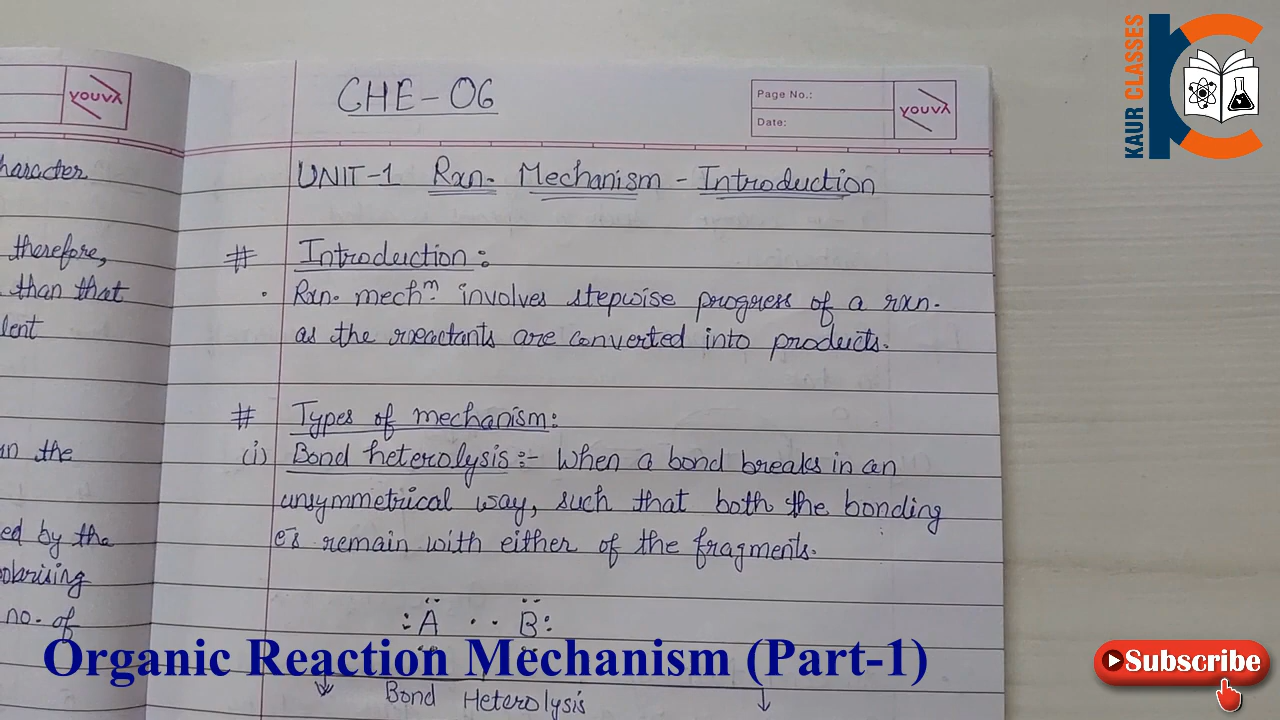 KAUR CLASSES
youva
Page No.:
Date:
youva
CHE-06
UNIT-1 Rxn. Mechanism - Introduction
# Introduction:
· Rxn. mechᵐ involves stepwise progress of a rxn.
as the reactants are converted into products.
# Types of mechanism:
(i) Bond heterolysis :- When a bond breaks in an
unsymmetrical way, such that both the bonding
e⁻s remain with either of the fragments.
:A ·· B:
Bond Heterolysis
haracter
therefore,
than that
lent
in the
ed by the
polarising
no. of
Organic Reaction Mechanism (Part-1)
Subscribe